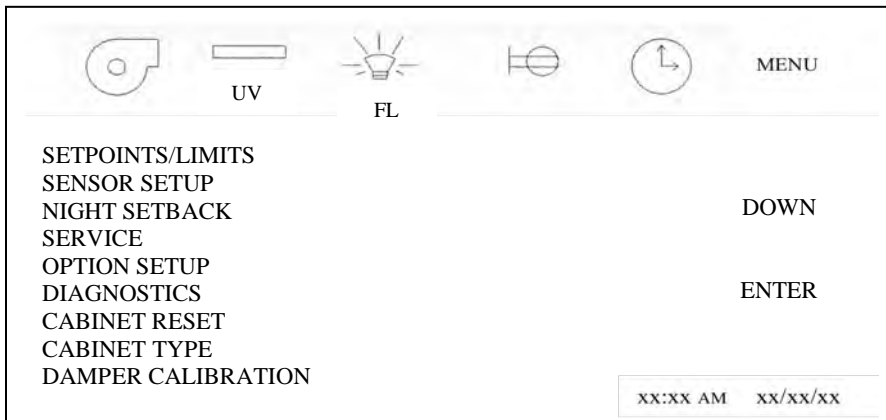 MENU
UV
FL
SETPOINTS/LIMITS
SENSOR SETUP
NIGHT SETBACK
DOWN
SERVICE
OPTION SETUP
DIAGNOSTICS
ENTER
CABINET RESET
CABINET TYPE
DAMPER CALIBRATION
xx:xx AM xx/xx/xx